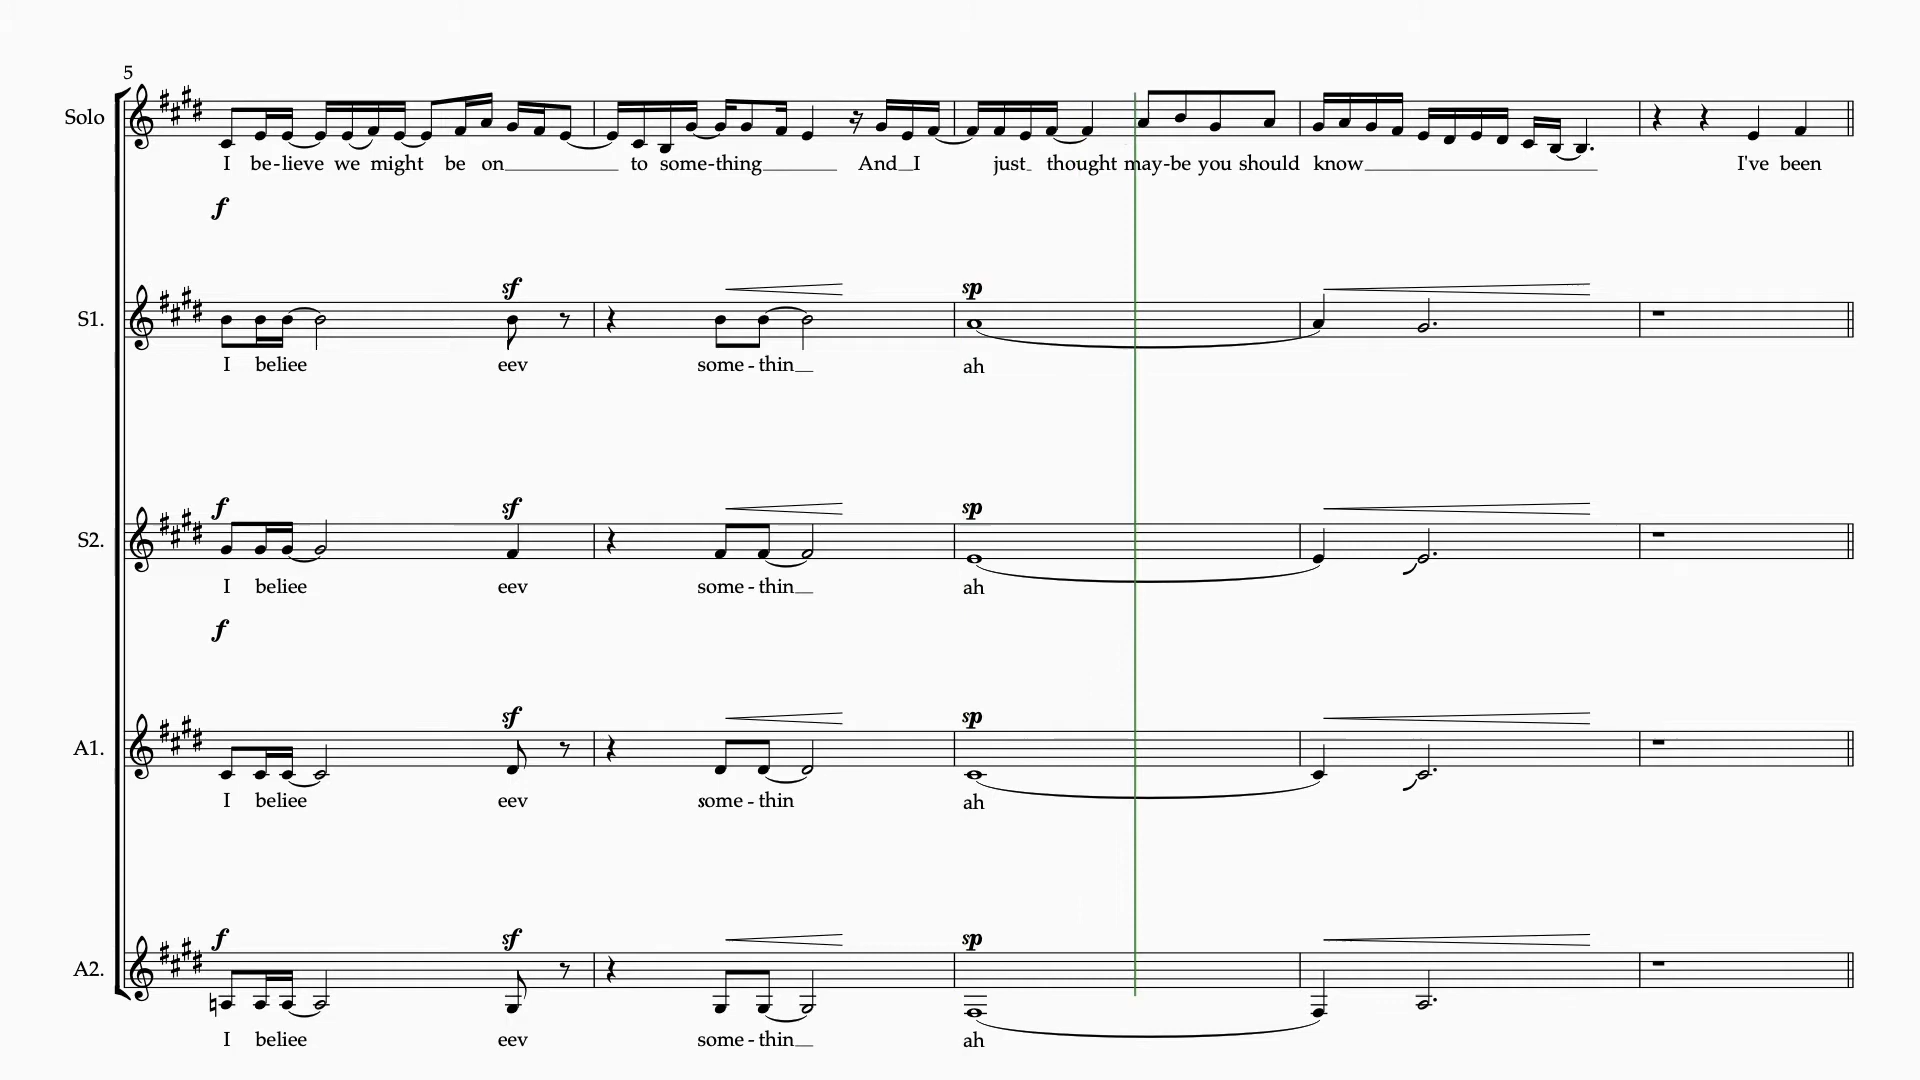 5
Solo
I be-lieve we might be on to some-thing And I just thought may-be you should know I've been
f
sf sp
S1.
I beliee eev some-thin ah
f sf sp
S2.
I beliee eev some-thin ah
f
sf sp
A1.
I beliee eev some-thin ah
f sf sp
A2.
I beliee eev some-thin ah